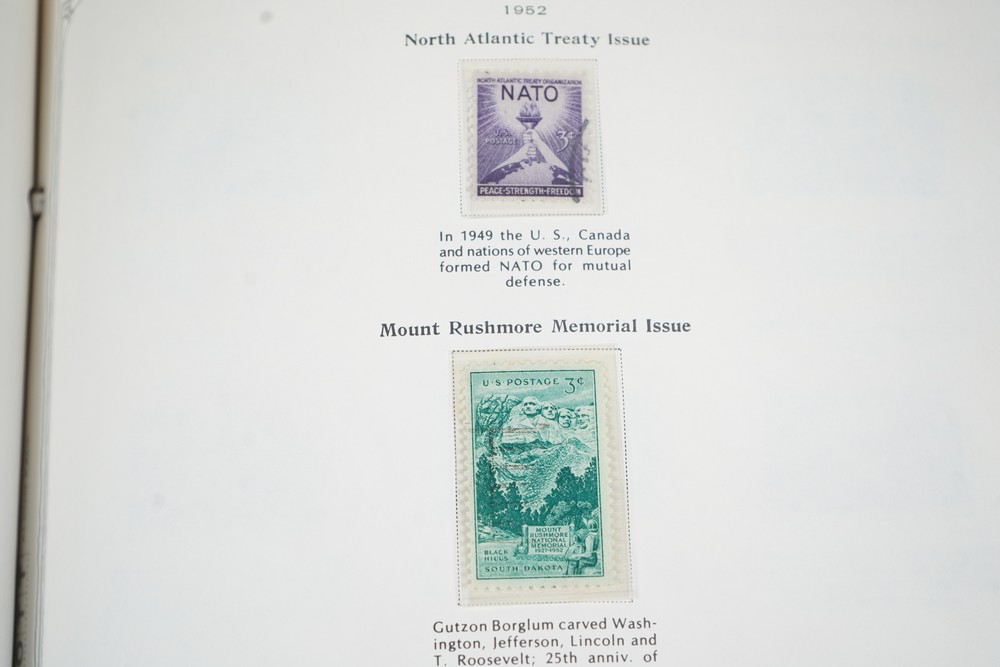 1952
North Atlantic Treaty Issue
NORTH ATLANTIC TREATY ORGANIZATION
NATO
U.S. 3¢
POSTAGE
PEACE-STRENGTH-FREEDOM
In 1949 the U. S., Canada
and nations of western Europe
formed NATO for mutual
defense.
Mount Rushmore Memorial Issue
U·S·POSTAGE 3¢
MOUNT
RUSHMORE
NATIONAL
MEMORIAL
1927-1952
BLACK
HILLS
SOUTH DAKOTA
Gutzon Borglum carved Wash-
ington, Jefferson, Lincoln and
T. Roosevelt; 25th anniv. of